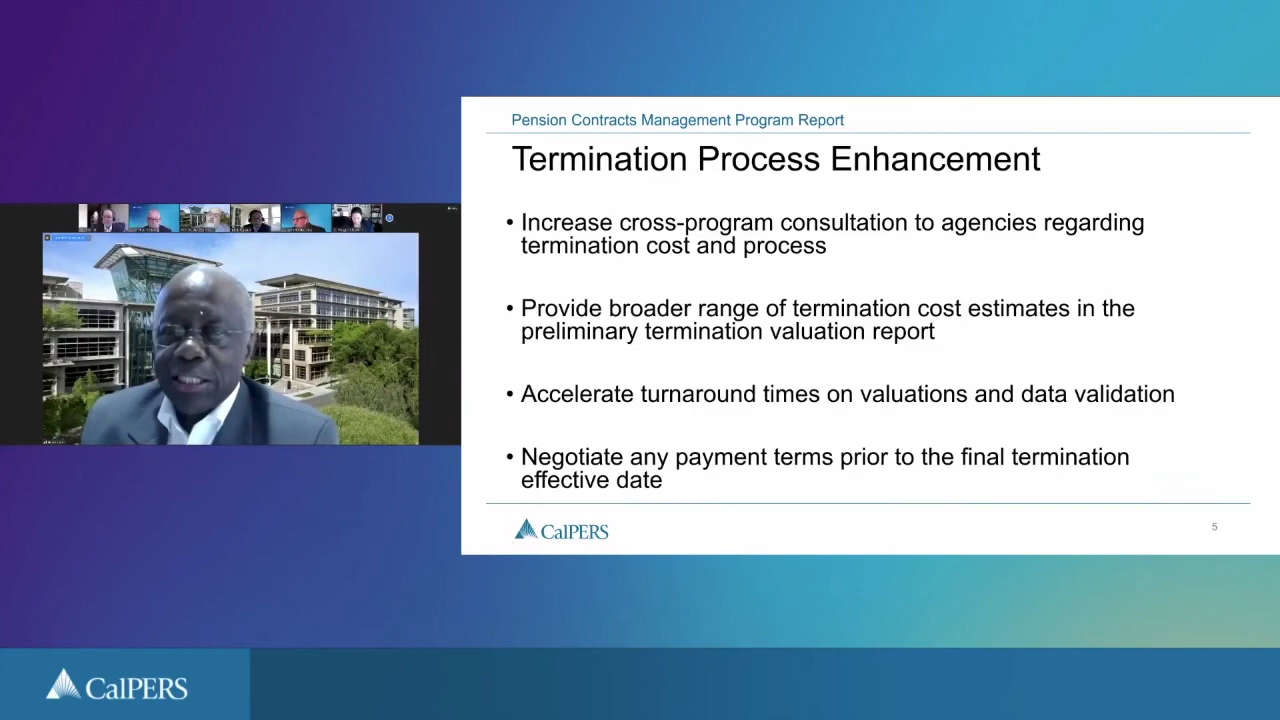 Pension Contracts Management Program Report
Termination Process Enhancement
• Increase cross-program consultation to agencies regarding
termination cost and process
• Provide broader range of termination cost estimates in the
preliminary termination valuation report
• Accelerate turnaround times on valuations and data validation
• Negotiate any payment terms prior to the final termination
effective date
CalPERS
5
CalPERS